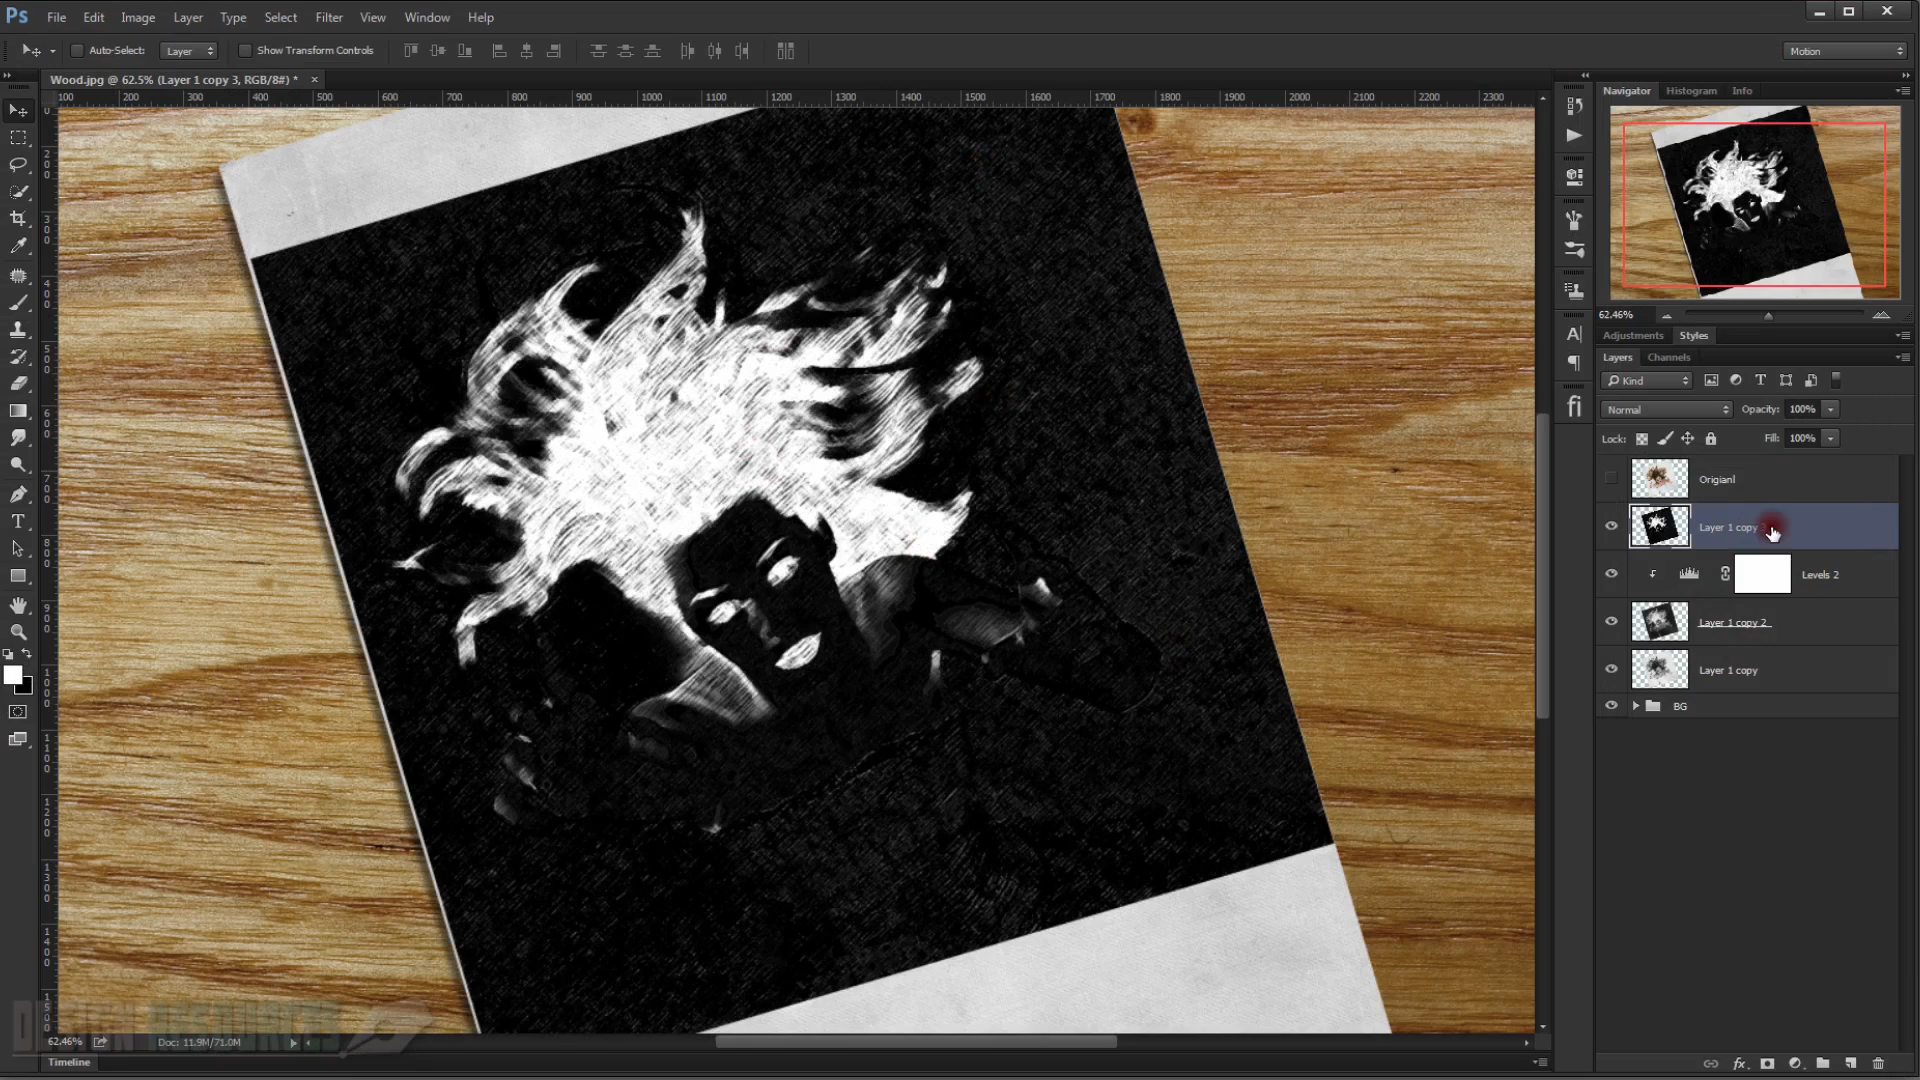 Ps File Edit Image Layer Type Select Filter View Window Help
Auto-Select: Layer Show Transform Controls Motion
Wood.jpg @ 62.5% (Layer 1 copy 3, RGB/8#) * ×
100 200 300 400 500 600 700 800 900 1000 1100 1200 1300 1400 1500 1600 1700 1800 1900 2000 2100 2200 2300
Navigator Histogram Info
62.46%
Adjustments Styles
Layers Channels
Kind
Normal Opacity: 100%
Lock: Fill: 100%
Origianl
Layer 1 copy
Levels 2
Layer 1 copy 2
Layer 1 copy
BG
DESIGN RESOURCES
62.46% Doc: 11.9M/71.0M
Timeline